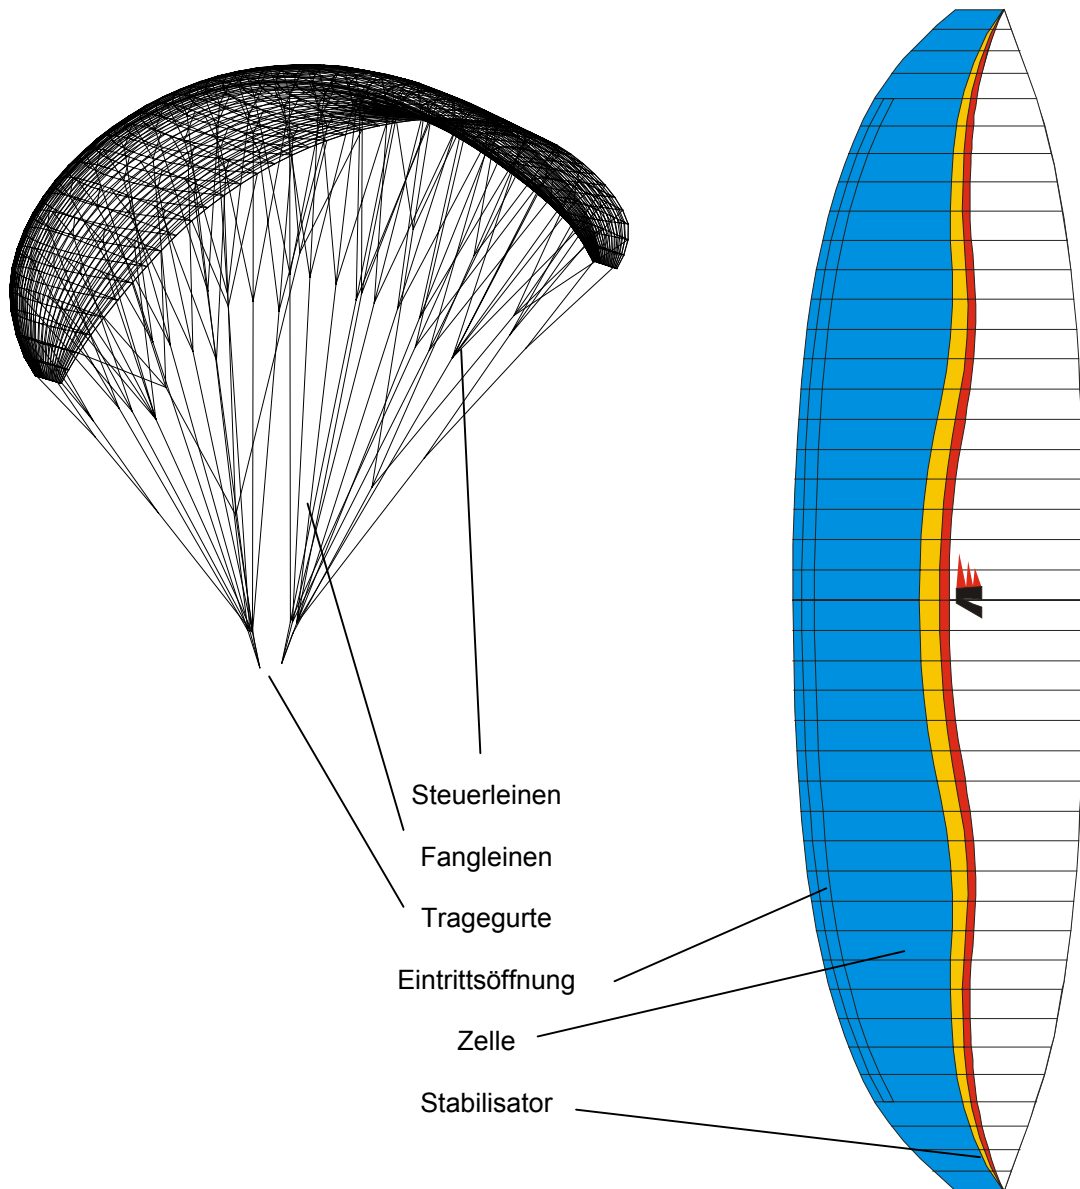 Steuerleinen
Fangleinen
Tragegurte
Eintrittsöffnung
Zelle
Stabilisator